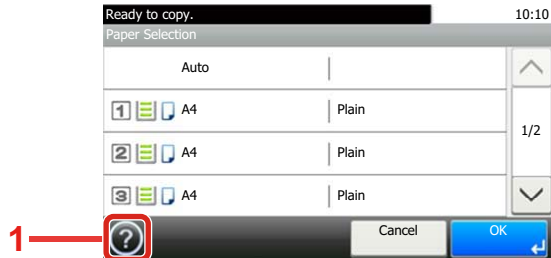 Ready to copy. 10:10
Paper Selection
Auto
1 A4 Plain
1/2
2 A4 Plain
3 A4 Plain
1 ? Cancel OK